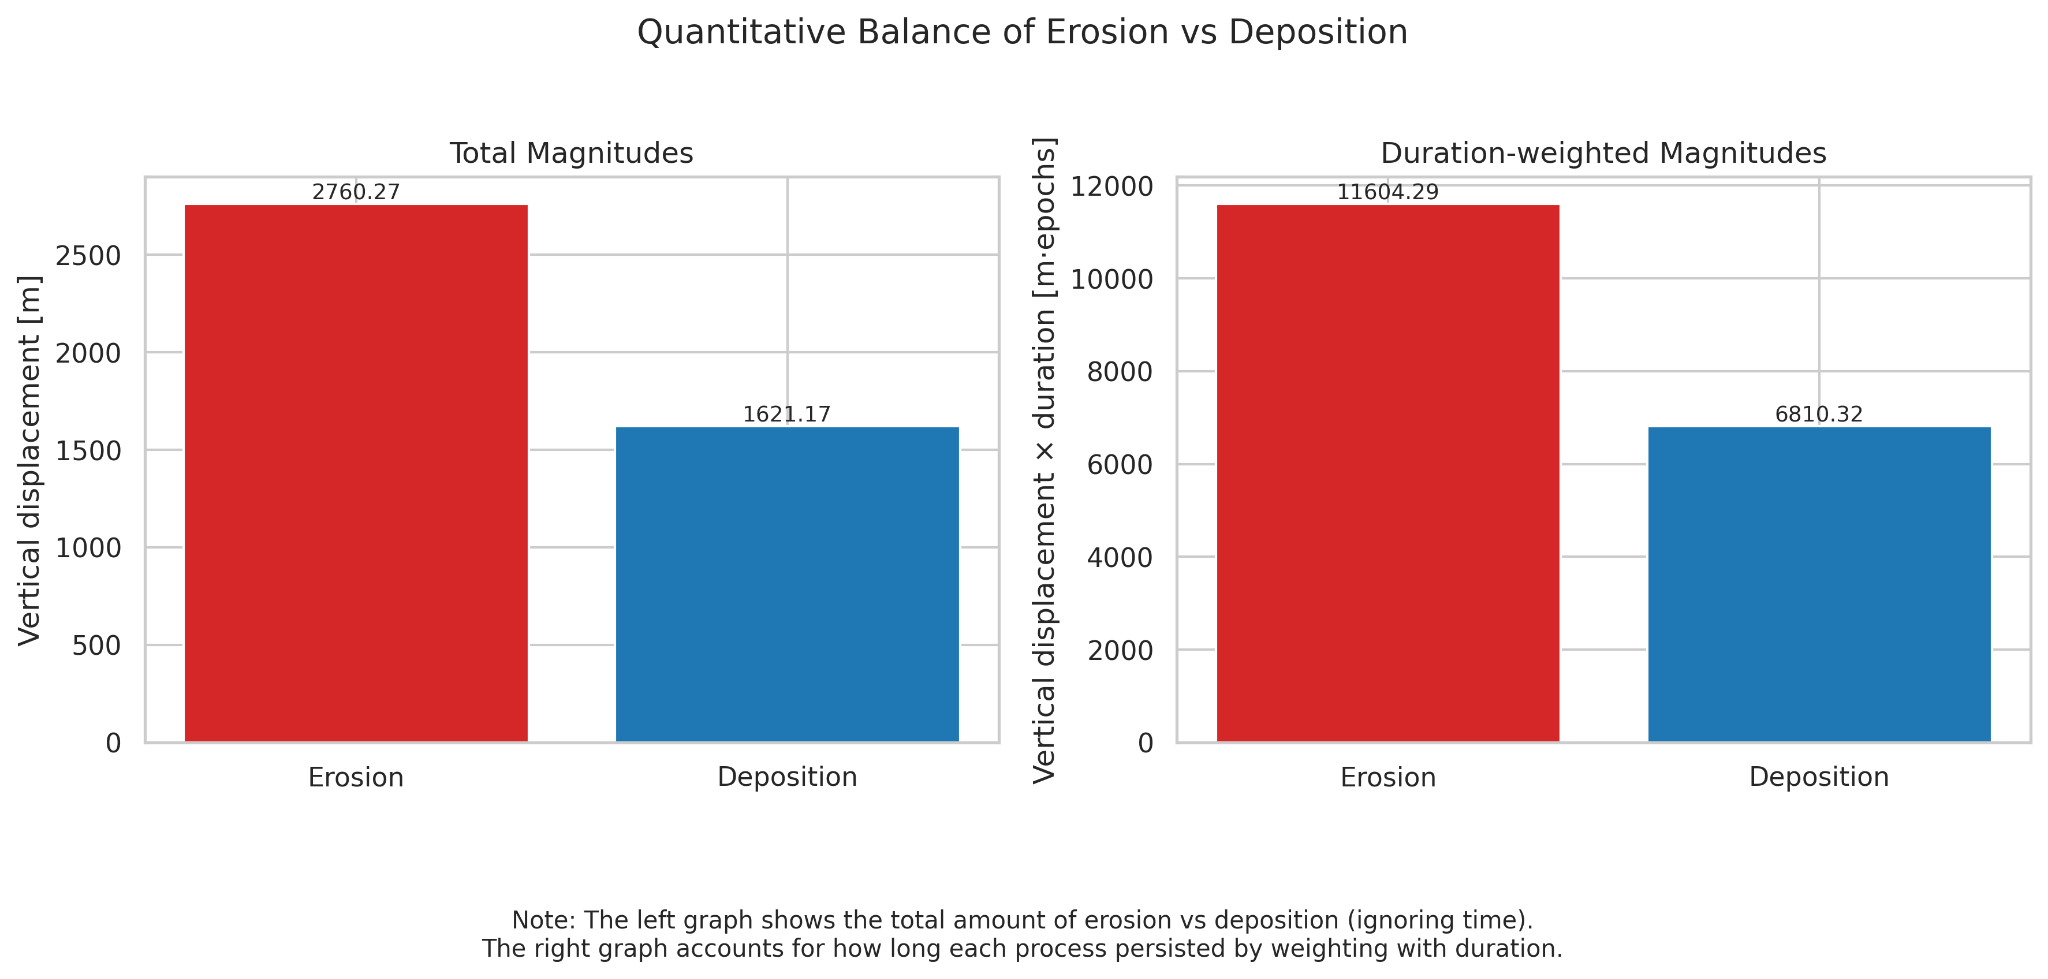 Quantitative Balance of Erosion vs Deposition
Total Magnitudes
Vertical displacement [m]
2500
2000
1500
1000
500
0
2760.27
1621.17
Erosion
Deposition
Duration-weighted Magnitudes
Vertical displacement × duration [m·epochs]
12000
10000
8000
6000
4000
2000
0
11604.29
6810.32
Erosion
Deposition
Note: The left graph shows the total amount of erosion vs deposition (ignoring time).
The right graph accounts for how long each process persisted by weighting with duration.